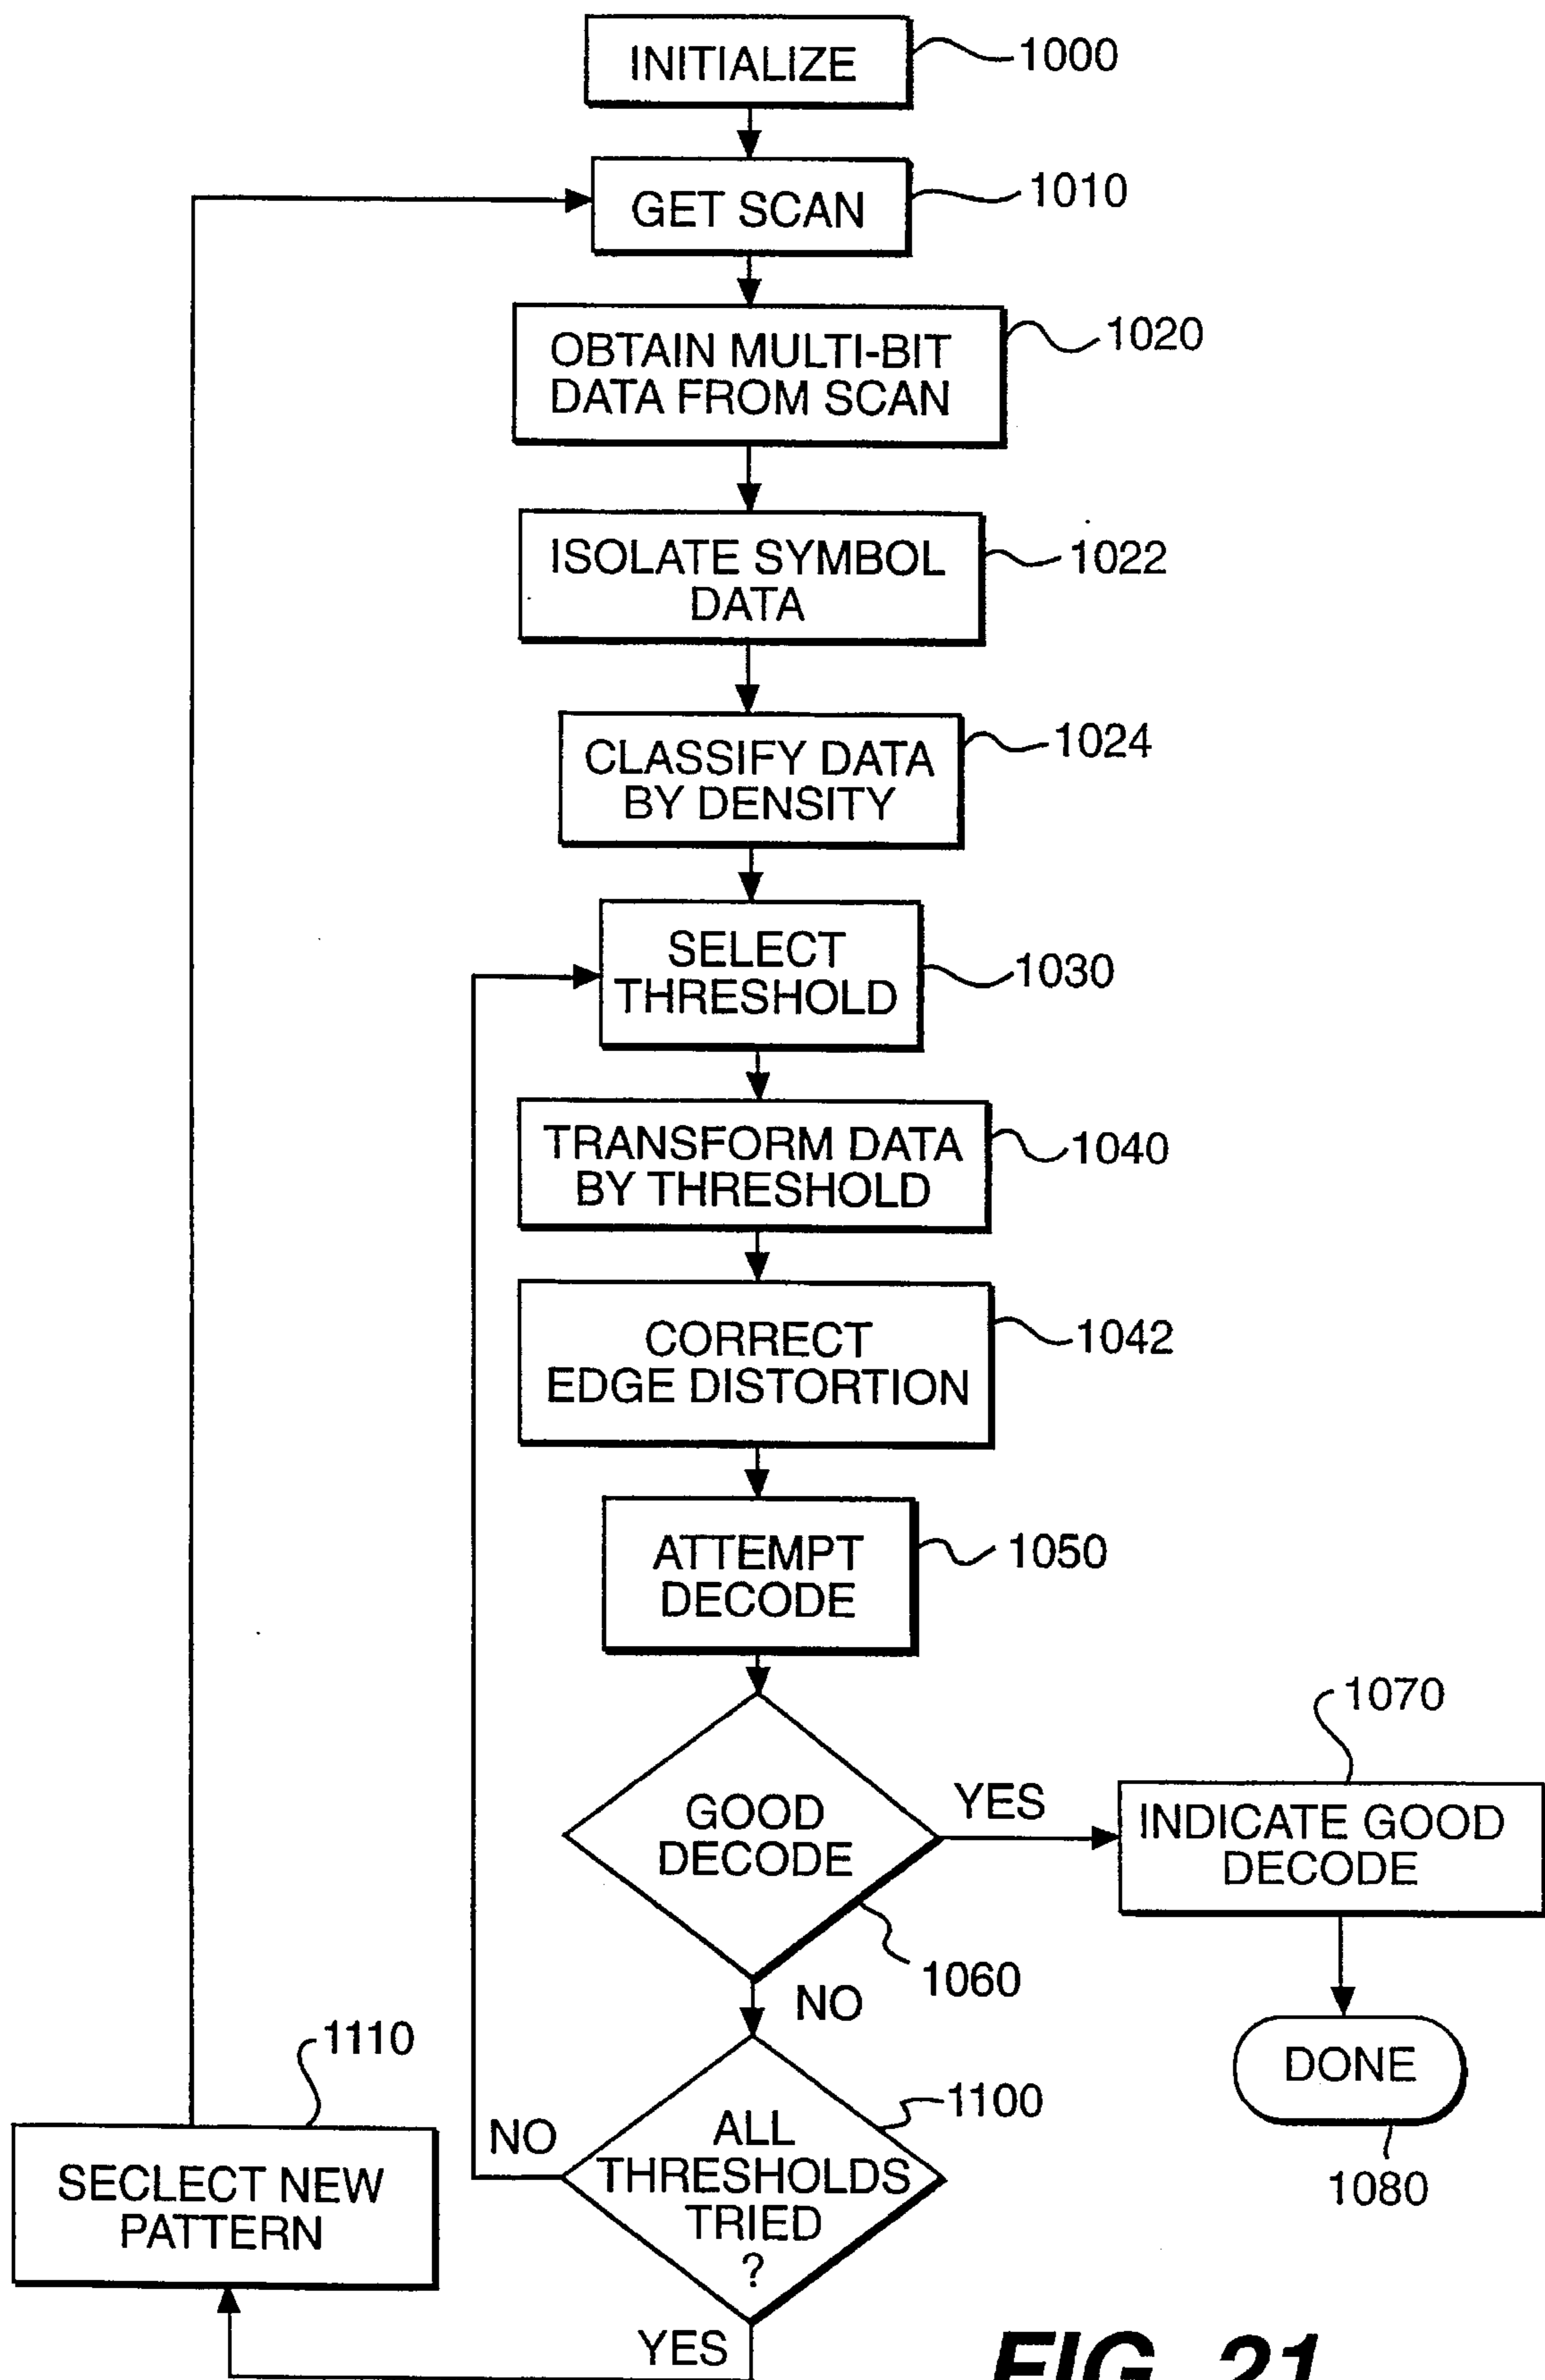 INITIALIZE
1000
GET SCAN
1010
OBTAIN MULTI-BIT
DATA FROM SCAN
1020
ISOLATE SYMBOL
DATA
1022
CLASSIFY DATA
BY DENSITY
1024
SELECT
THRESHOLD
1030
TRANSFORM DATA
BY THRESHOLD
1040
CORRECT
EDGE DISTORTION
1042
ATTEMPT
DECODE
1050
GOOD
DECODE
1060
YES
1070
INDICATE GOOD
DECODE
NO
DONE
1080
1100
ALL
THRESHOLDS
TRIED
?
NO
1110
SECLECT NEW
PATTERN
YES
FIG. 21